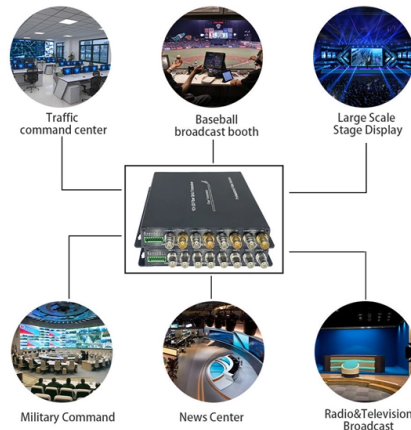 Traffic
command center
Baseball
broadcast booth
Large Scale
Stage Display
Military Command
News Center
Radio&Television
Broadcast